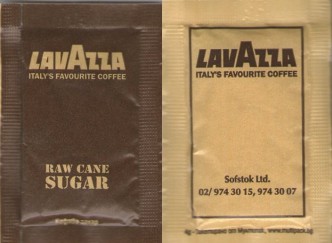 LAVAZZA
ITALY'S FAVOURITE COFFEE
RAW CANE
SUGAR
LAVAZZA
ITALY'S FAVOURITE COFFEE
Sofstok Ltd.
02/ 974 30 15, 974 30 07